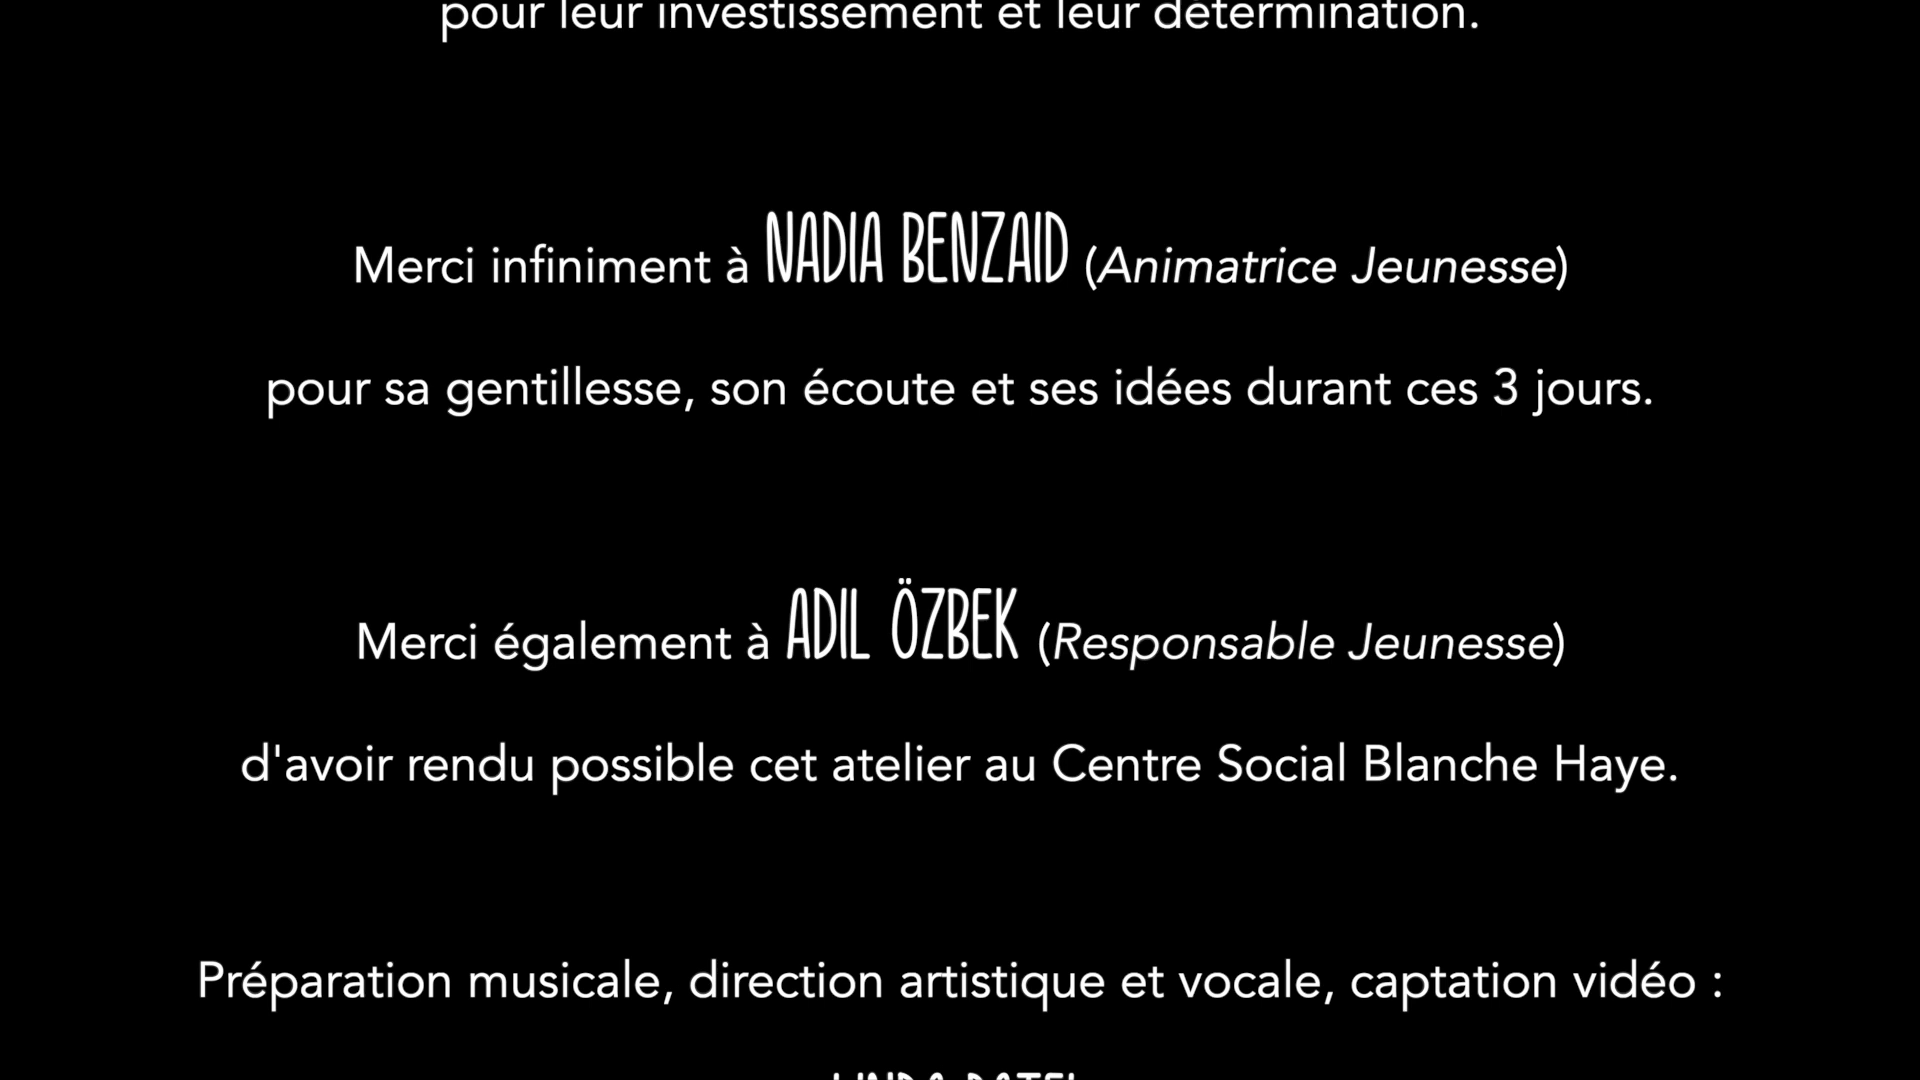 pour leur investissement et leur détermination.
Merci infiniment à NADIA BENZAID (Animatrice Jeunesse)
pour sa gentillesse, son écoute et ses idées durant ces 3 jours.
Merci également à ADIL ÖZBEK (Responsable Jeunesse)
d'avoir rendu possible cet atelier au Centre Social Blanche Haye.
Préparation musicale, direction artistique et vocale, captation vidéo :